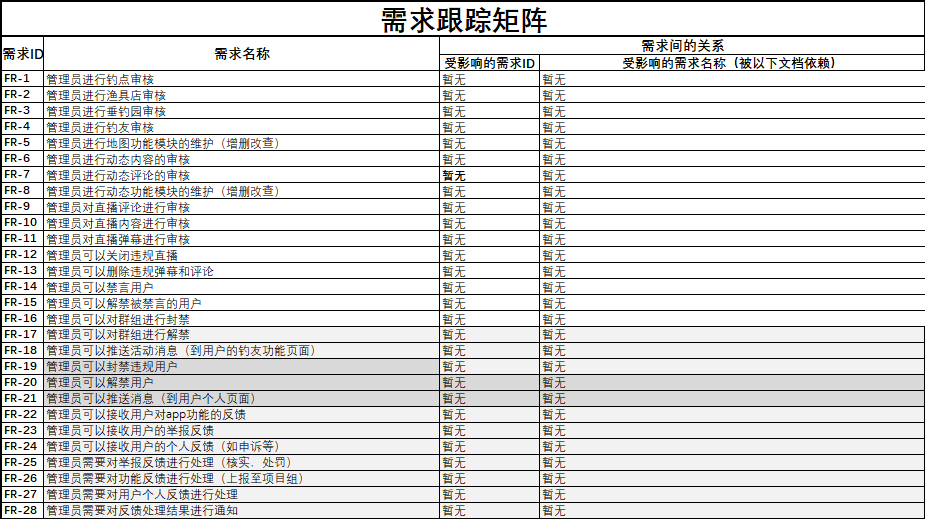 需求跟踪矩阵
需求ID 需求名称 需求间的关系
受影响的需求ID 受影响的需求名称（被以下文档依赖）
FR-1 管理员进行钓点审核 暂无 暂无
FR-2 管理员进行渔具店审核 暂无 暂无
FR-3 管理员进行垂钓园审核 暂无 暂无
FR-4 管理员进行钓友审核 暂无 暂无
FR-5 管理员进行地图功能模块的维护（增删改查） 暂无 暂无
FR-6 管理员进行动态内容的审核 暂无 暂无
FR-7 管理员进行动态评论的审核 暂无 暂无
FR-8 管理员进行动态功能模块的维护（增删改查） 暂无 暂无
FR-9 管理员对直播评论进行审核 暂无 暂无
FR-10 管理员对直播内容进行审核 暂无 暂无
FR-11 管理员对直播弹幕进行审核 暂无 暂无
FR-12 管理员可以关闭违规直播 暂无 暂无
FR-13 管理员可以删除违规弹幕和评论 暂无 暂无
FR-14 管理员可以禁言用户 暂无 暂无
FR-15 管理员可以解禁被禁言的用户 暂无 暂无
FR-16 管理员可以对群组进行封禁 暂无 暂无
FR-17 管理员可以对群组进行解禁 暂无 暂无
FR-18 管理员可以推送活动消息（到用户的钓友功能页面） 暂无 暂无
FR-19 管理员可以封禁违规用户 暂无 暂无
FR-20 管理员可以解禁用户 暂无 暂无
FR-21 管理员可以推送消息（到用户个人页面） 暂无 暂无
FR-22 管理员可以接收用户对app功能的反馈 暂无 暂无
FR-23 管理员可以接收用户的举报反馈 暂无 暂无
FR-24 管理员可以接收用户的个人反馈（如申诉等） 暂无 暂无
FR-25 管理员需要对举报反馈进行处理（核实，处罚） 暂无 暂无
FR-26 管理员需要对功能反馈进行处理（上报至项目组） 暂无 暂无
FR-27 管理员需要对用户个人反馈进行处理 暂无 暂无
FR-28 管理员需要对反馈处理结果进行通知 暂无 暂无